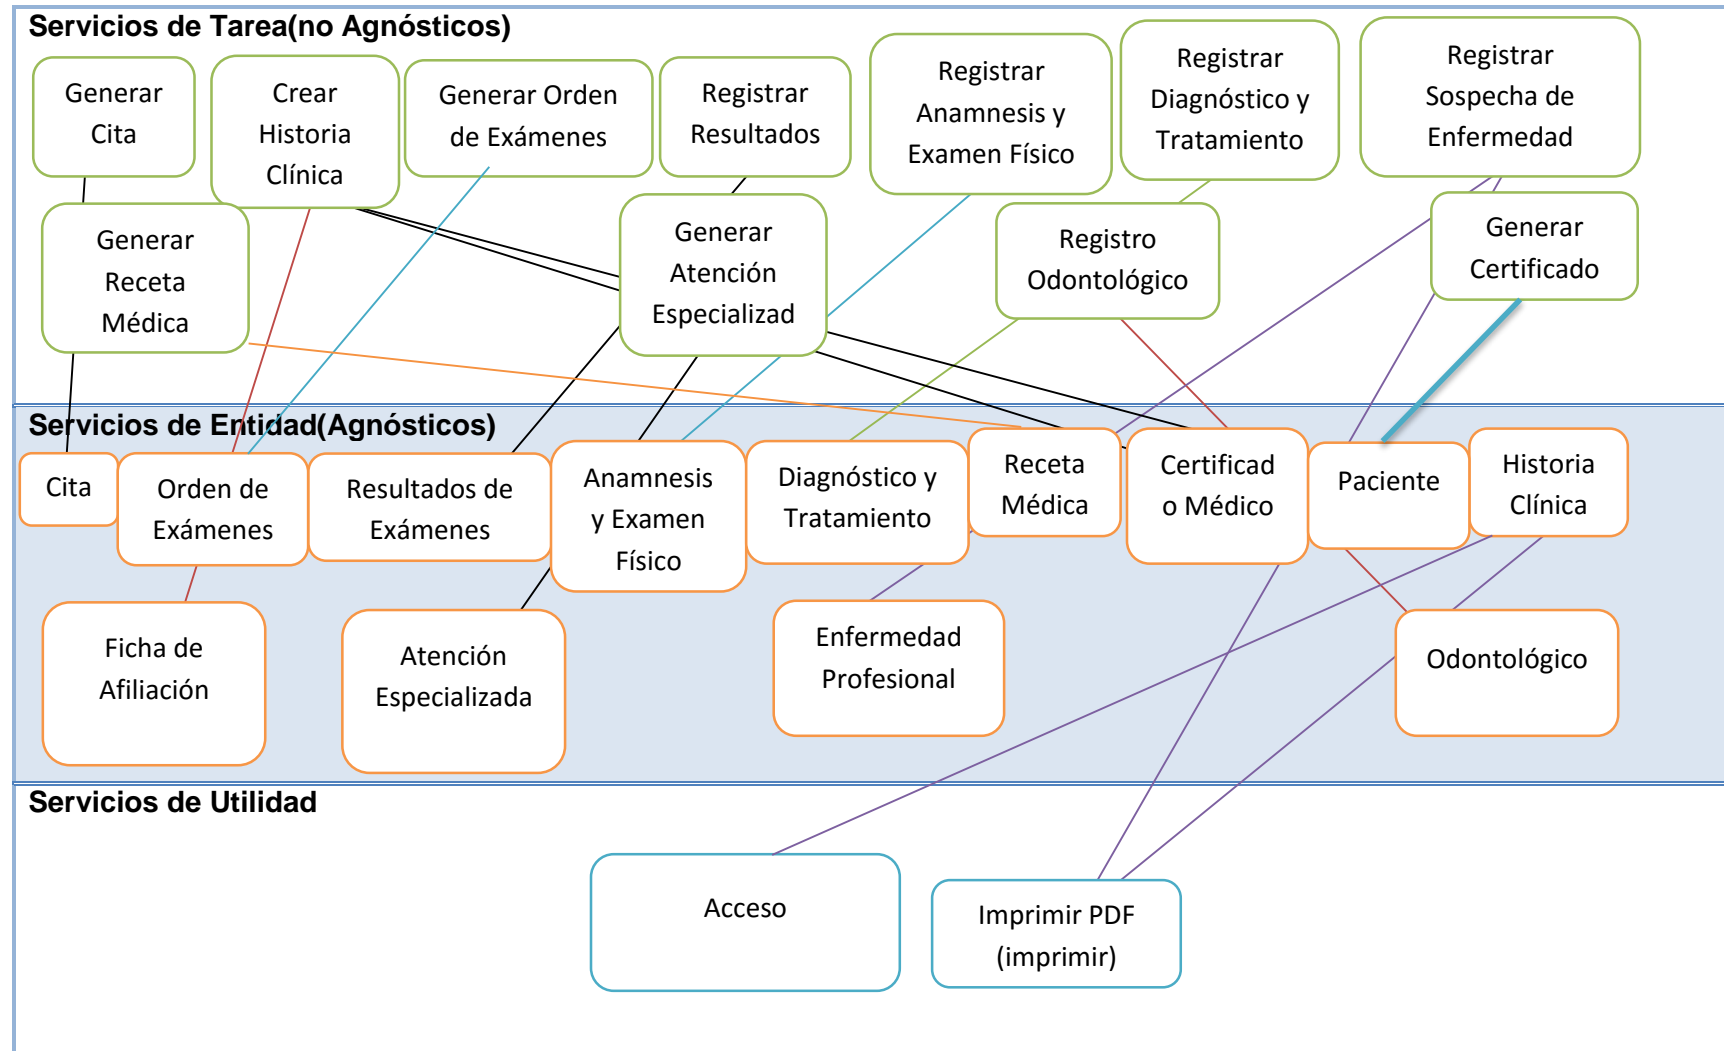 Servicios de Tarea(no Agnósticos)
Generar
Cita
Crear
Historia
Clínica
Generar Orden
de Exámenes
Registrar
Resultados
Registrar
Anamnesis y
Examen Físico
Registrar
Diagnóstico y
Tratamiento
Registrar
Sospecha de
Enfermedad
Generar
Receta
Médica
Generar
Atención
Especializad
Registro
Odontológico
Generar
Certificado
Servicios de Entidad(Agnósticos)
Cita
Orden de
Exámenes
Resultados de
Exámenes
Anamnesis
y Examen
Físico
Diagnóstico y
Tratamiento
Receta
Médica
Certificad
o Médico
Paciente
Historia
Clínica
Ficha de
Afiliación
Atención
Especializada
Enfermedad
Profesional
Odontológico
Servicios de Utilidad
Acceso
Imprimir PDF
(imprimir)